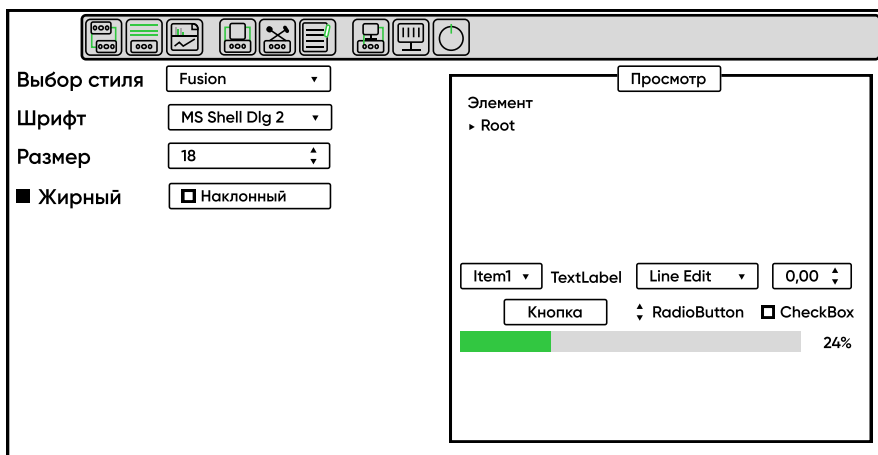 Выбор стиля Fusion
Шрифт MS Shell Dlg 2
Размер 18
Жирный Наклонный
Просмотр
Элемент
Root
Item1 TextLabel Line Edit 0,00
Кнопка RadioButton CheckBox
24%